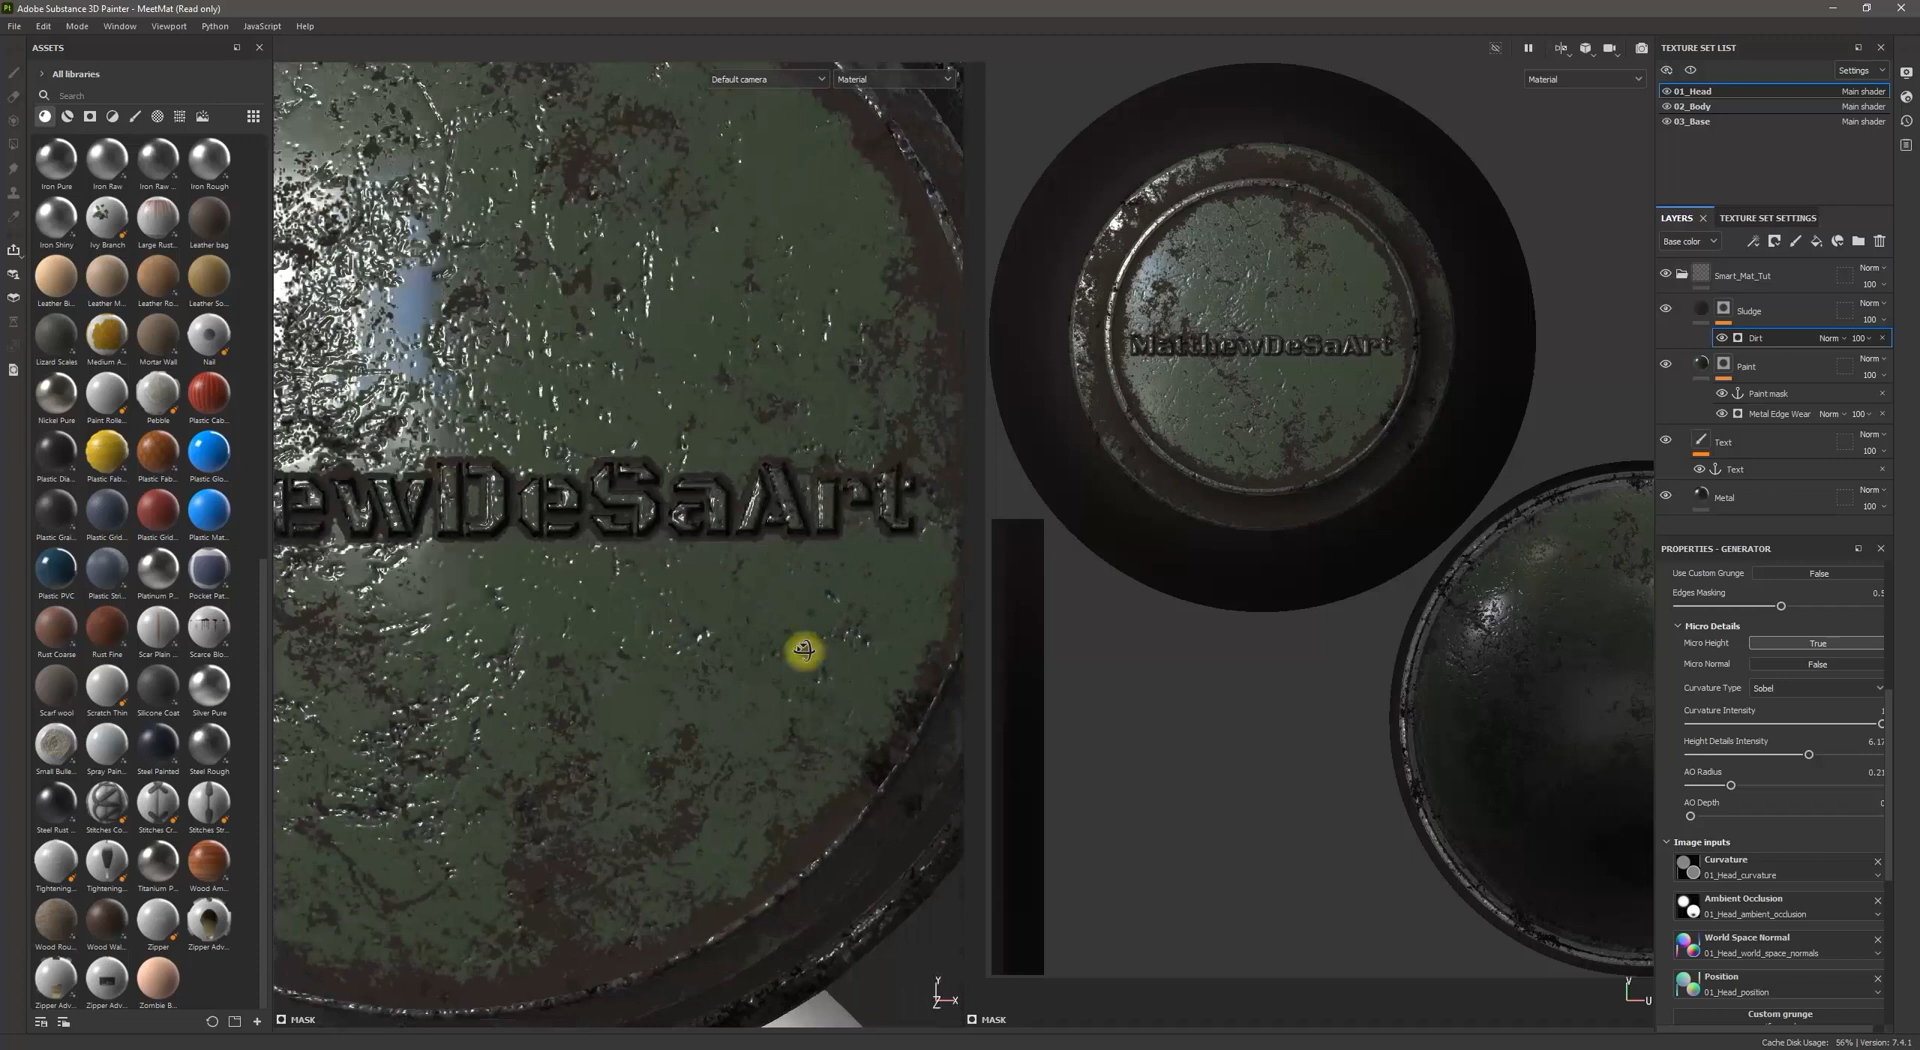 Adobe Substance 3D Painter - MeetMat (Read only)
File Edit Mode Window Viewport Python JavaScript Help
ASSETS
All libraries
Search
Iron Pure Iron Raw Iron Raw ... Iron Rough
Iron Shiny Ivy Branch Large Rust... Leather bag
Leather Bi... Leather M... Leather Ro... Leather So...
Lizard Scales Medium A... Mortar Wall Nail
Nickel Pure Paint Rolle... Pebble Plastic Cab...
Plastic Dia... Plastic Fab... Plastic Fab... Plastic Glo...
Plastic Grai... Plastic Grid... Plastic Grid... Plastic Mat...
Plastic PVC Plastic Stri... Platinum P... Pocket Pat...
Rust Coarse Rust Fine Scar Plain ... Scarce Blo...
Scarf wool Scratch Thin Silicone Coat Silver Pure
Small Bulle... Spray Pain... Steel Painted Steel Rough
Steel Rust ... Stitches Co... Stitches Cr... Stitches Str...
Tightening... Tightening... Titanium P... Wood Am...
Wood Rou... Wood Wal... Zipper Zipper Adv...
Zipper Adv... Zipper Adv... Zombie B...
Default camera Material
ewDeSaArt
Y
Z X
MASK
Material
MatthewDeSaArt
V
U
MASK
TEXTURE SET LIST
Settings
01_Head Main shader
02_Body Main shader
03_Base Main shader
LAYERS TEXTURE SET SETTINGS
Base color
Smart_Mat_Tut Norm 100
Sludge Norm 100
Dirt Norm 100
Paint Norm 100
Paint mask
Metal Edge Wear Norm 100
Text Norm 100
Text
Metal Norm 100
PROPERTIES - GENERATOR
Use Custom Grunge False
Edges Masking 0.5
Micro Details
Micro Height True
Micro Normal False
Curvature Type Sobel
Curvature Intensity 1
Height Details Intensity 6.17
AO Radius 0.21
AO Depth 0
Image inputs
Curvature
01_Head_curvature
Ambient Occlusion
01_Head_ambient_occlusion
World Space Normal
01_Head_world_space_normals
Position
01_Head_position
Custom grunge
Cache Disk Usage: 56% | Version: 7.4.1